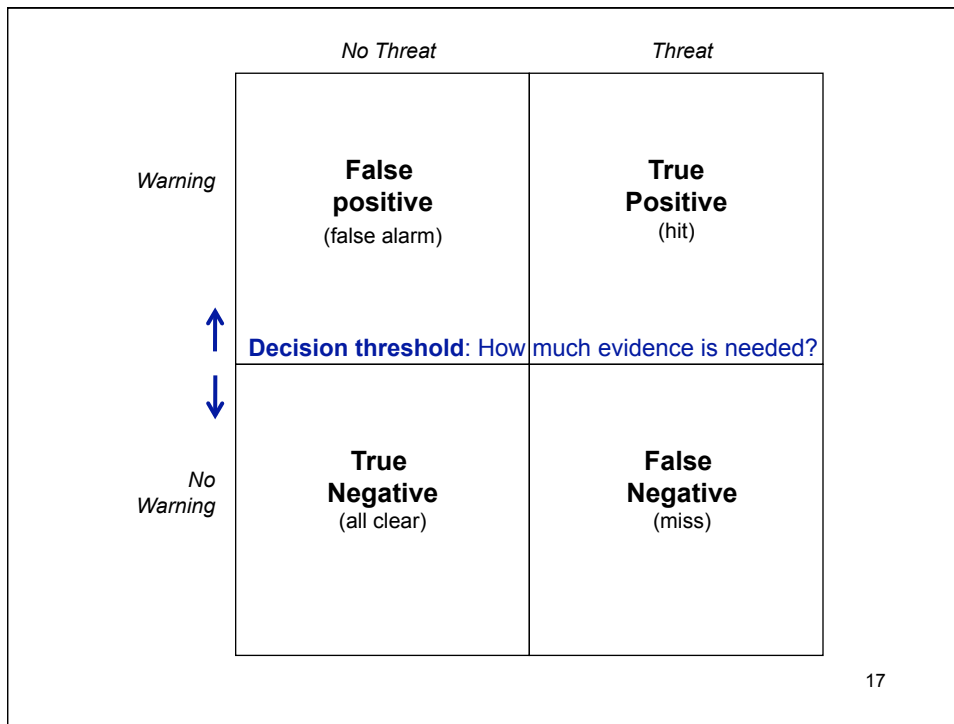 No Threat
Threat
Warning
False
positive
(false alarm)
True
Positive
(hit)
Decision threshold: How much evidence is needed?
No
Warning
True
Negative
(all clear)
False
Negative
(miss)
17